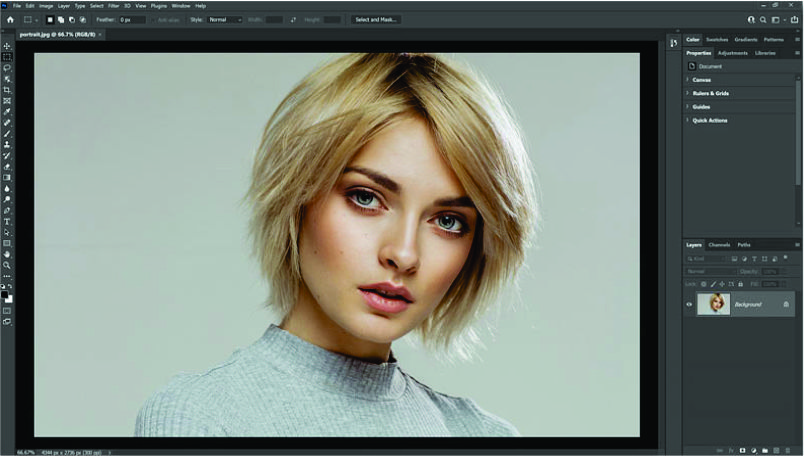 Ps File Edit Image Layer Type Select Filter 3D View Plugins Window Help
Feather: 0 px Anti-alias Style: Normal Width: Height: Select and Mask...
portrait.jpg @ 66.7% (RGB/8) ×
Color Swatches Gradients Patterns
Properties Adjustments Libraries
Document
Canvas
Rulers & Grids
Guides
Quick Actions
Layers Channels Paths
Kind
Normal Opacity: 100%
Lock: Fill: 100%
Background
66.67% 4344 px x 2736 px (300 ppi)